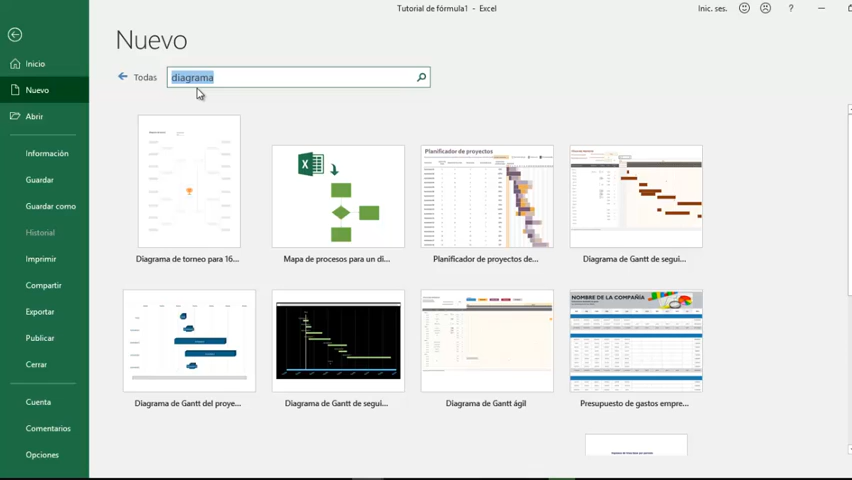 Tutorial de fórmula1 - Excel
Inic. ses.
?
Nuevo
Todas
diagrama
Inicio
Nuevo
Abrir
Información
Guardar
Guardar como
Historial
Imprimir
Compartir
Exportar
Publicar
Cerrar
Cuenta
Comentarios
Opciones
X
Planificador de proyectos
Diagrama de torneo para 16...
Mapa de procesos para un di...
Planificador de proyectos de...
Diagrama de Gantt de segui...
NOMBRE DE LA COMPAÑÍA
Diagrama de Gantt del proye...
Diagrama de Gantt de segui...
Diagrama de Gantt ágil
Presupuesto de gastos empre...